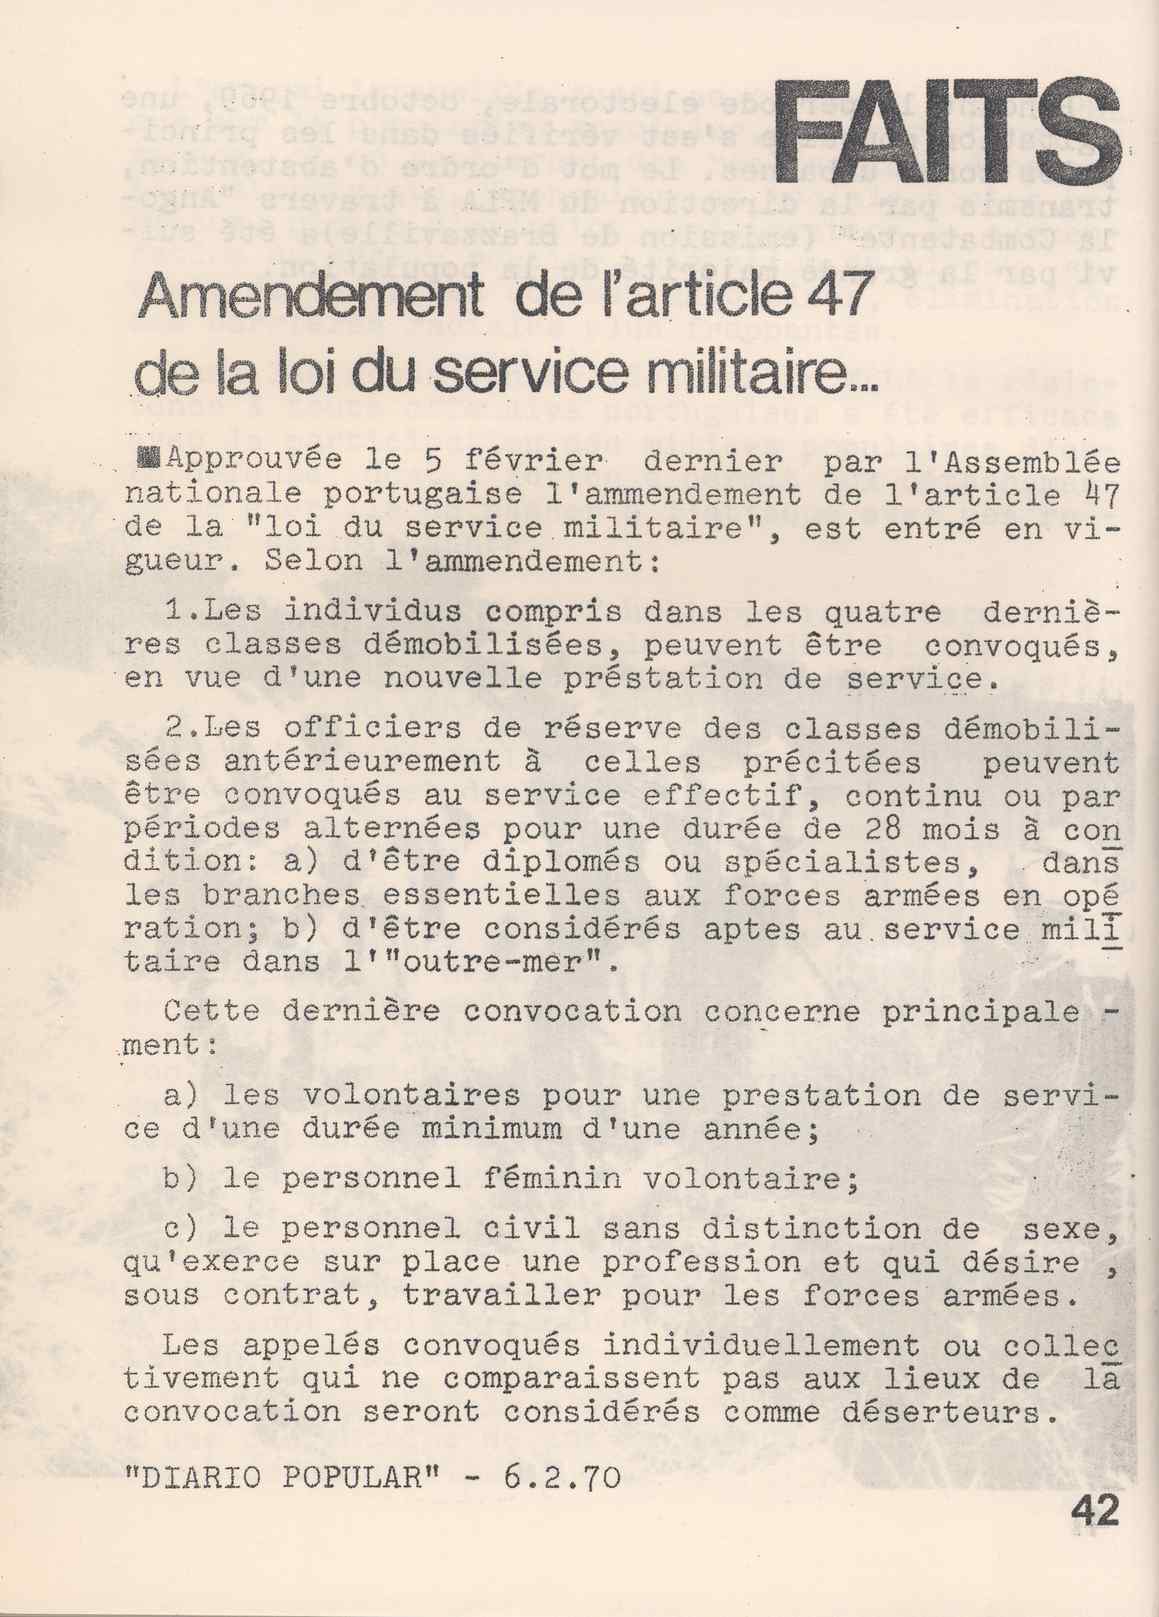 FAITS
Amendement de l'article 47
de la loi du service militaire...
■Approuvée le 5 février dernier par l'Assemblée
nationale portugaise l'ammendement de l'article 47
de la "loi du service militaire", est entré en vi-
gueur. Selon l'ammendement:
1.Les individus compris dans les quatre derniè-
res classes démobilisées, peuvent être convoqués,
en vue d'une nouvelle préstation de service.
2.Les officiers de réserve des classes démobili-
sées antérieurement à celles précitées peuvent
être convoqués au service effectif, continu ou par
périodes alternées pour une durée de 28 mois à con
dition: a) d'être diplomés ou spécialistes, dans
les branches essentielles aux forces armées en opé
ration; b) d'être considérés aptes au service mili
taire dans l'"outre-mer".
Cette dernière convocation concerne principale -
ment:
a) les volontaires pour une prestation de servi-
ce d'une durée minimum d'une année;
b) le personnel féminin volontaire;
c) le personnel civil sans distinction de sexe,
qu'exerce sur place une profession et qui désire ,
sous contrat, travailler pour les forces armées.
Les appelés convoqués individuellement ou collec
tivement qui ne comparaissent pas aux lieux de la
convocation seront considérés comme déserteurs.
"DIARIO POPULAR" - 6.2.70
42